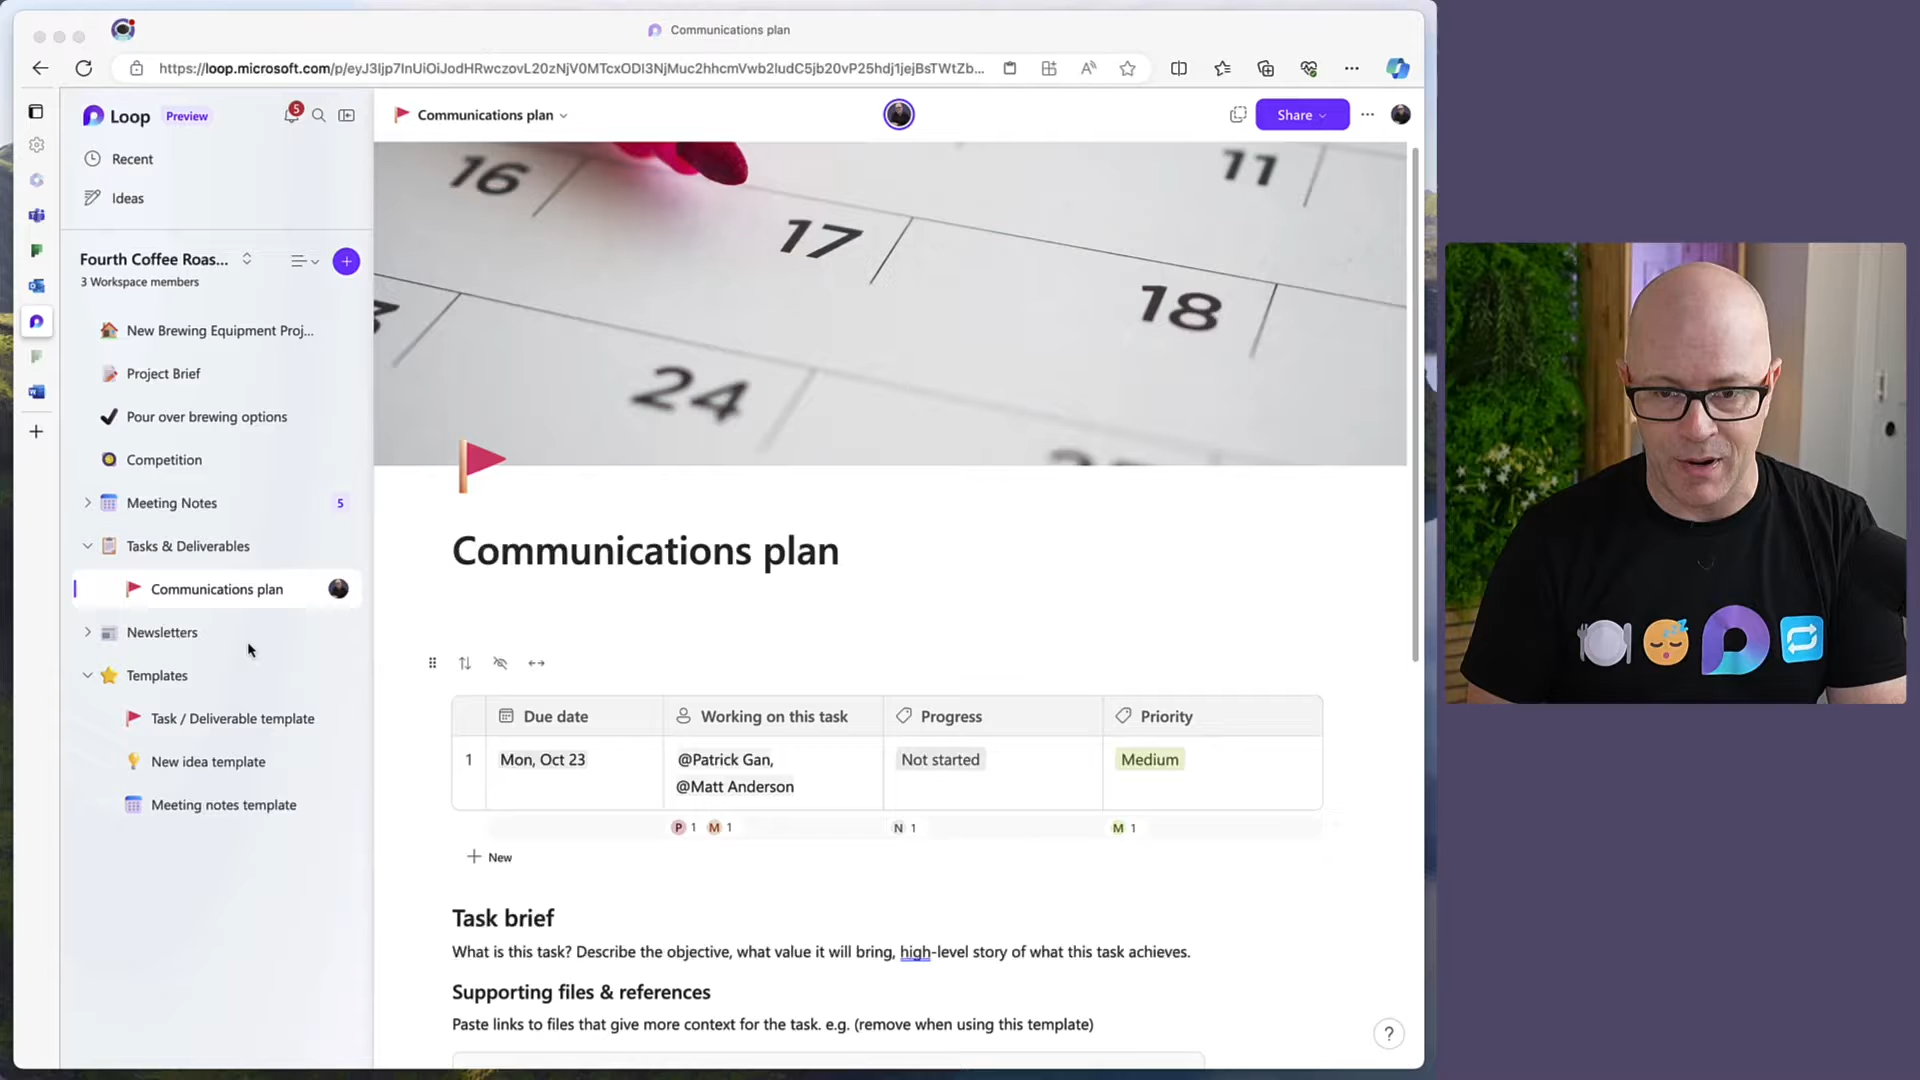 Communications plan
https://loop.microsoft.com/p/eyJ3Ijp7InUiOiJodHRwczovL20zNjV0MTcxODI3NjMuc2hhcmVwb2ludC5jb20vP25hdj1jejBsTWtZb...
Loop Preview
5
Recent
Ideas
Fourth Coffee Roas...
3 Workspace members
New Brewing Equipment Proj...
Project Brief
Pour over brewing options
Competition
Meeting Notes 5
Tasks & Deliverables
Communications plan
Newsletters
Templates
Task / Deliverable template
New idea template
Meeting notes template
Communications plan
Share
16
11
17
18
24
Communications plan
Due date Working on this task Progress Priority
1 Mon, Oct 23 @Patrick Gan, Not started Medium
@Matt Anderson
P 1 M 1 N 1 M 1
New
Task brief
What is this task? Describe the objective, what value it will bring, high-level story of what this task achieves.
Supporting files & references
Paste links to files that give more context for the task. e.g. (remove when using this template)
?